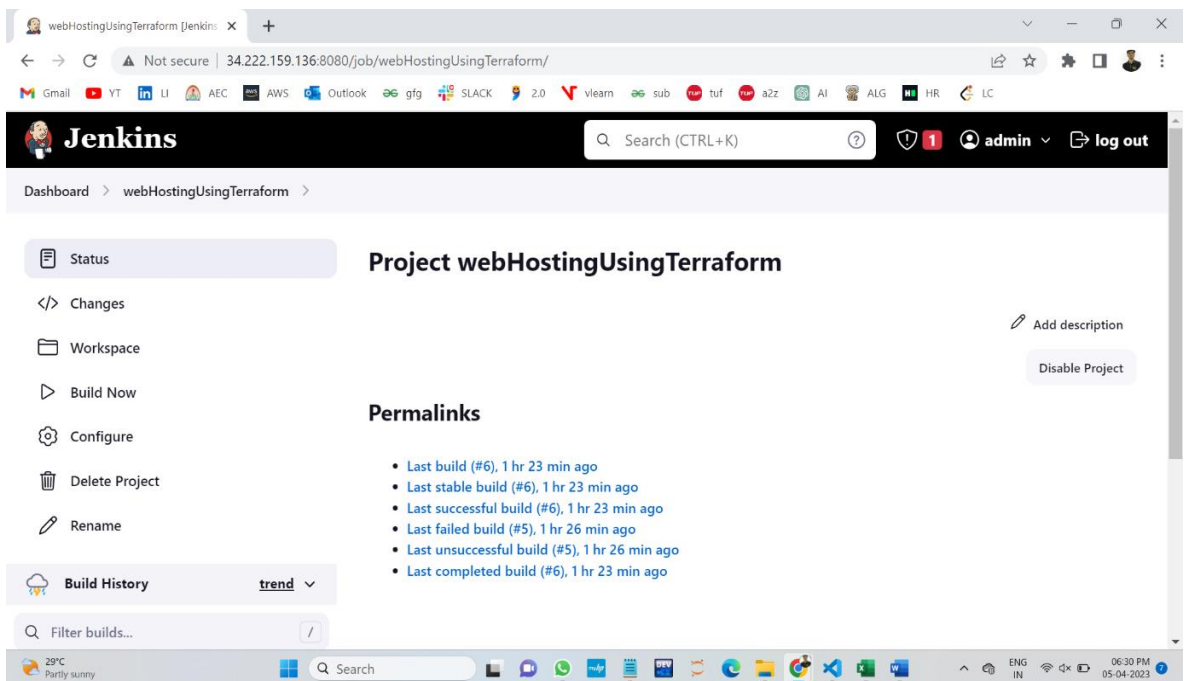 webHostingUsingTerraform [Jenkins
Not secure 34.222.159.136:8080/job/webHostingUsingTerraform/
Gmail YT LI AEC AWS Outlook gfg SLACK 2.0 vlearn sub tuf a2z AI ALG HR LC
Jenkins Search (CTRL+K) 1 admin log out
Dashboard > webHostingUsingTerraform >
Status
Project webHostingUsingTerraform
Changes
Add description
Workspace
Disable Project
Build Now
Permalinks
Configure
Last build (#6), 1 hr 23 min ago
Delete Project
Last stable build (#6), 1 hr 23 min ago
Last successful build (#6), 1 hr 23 min ago
Rename
Last failed build (#5), 1 hr 26 min ago
Last unsuccessful build (#5), 1 hr 26 min ago
Last completed build (#6), 1 hr 23 min ago
Build History trend
Filter builds... /
29°C
Partly sunny
Search
ENG
IN
06:30 PM
05-04-2023
7